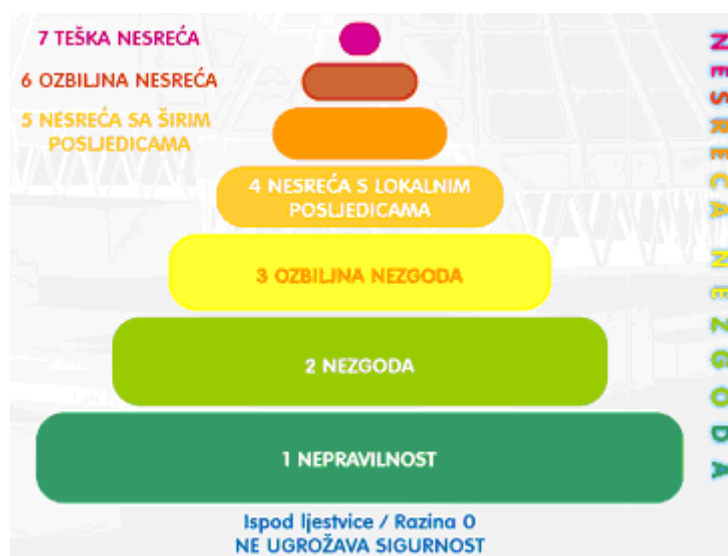 7 TEŠKA NESREĆA
6 OZBILJNA NESREĆA
5 NESREĆA SA ŠIRIM
POSLJEDICAMA
4 NESREĆA S LOKALNIM
POSLJEDICAMA
3 OZBILJNA NEZGODA
2 NEZGODA
1 NEPRAVILNOST
Ispod ljestvice / Razina 0
NE UGROŽAVA SIGURNOST
NESREĆA NEZGODA